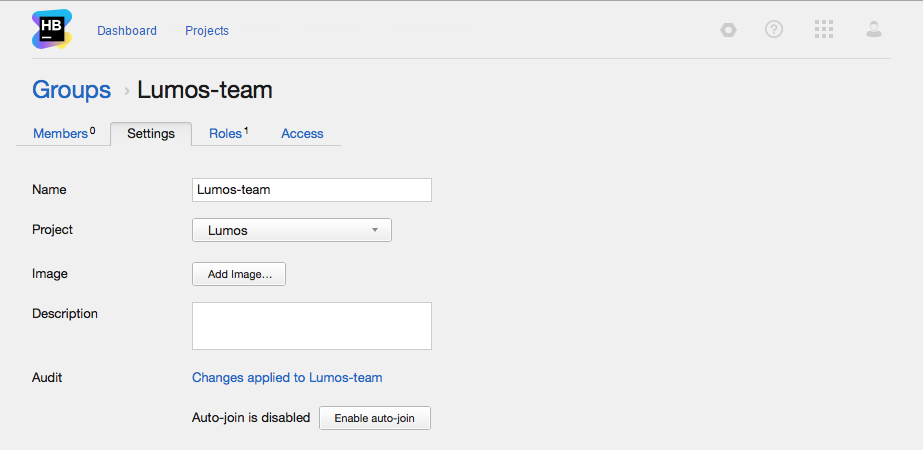 HB Dashboard Projects
Groups › Lumos-team
Members 0 Settings Roles 1 Access
Name Lumos-team
Project Lumos
Image Add Image...
Description
Audit Changes applied to Lumos-team
Auto-join is disabled Enable auto-join